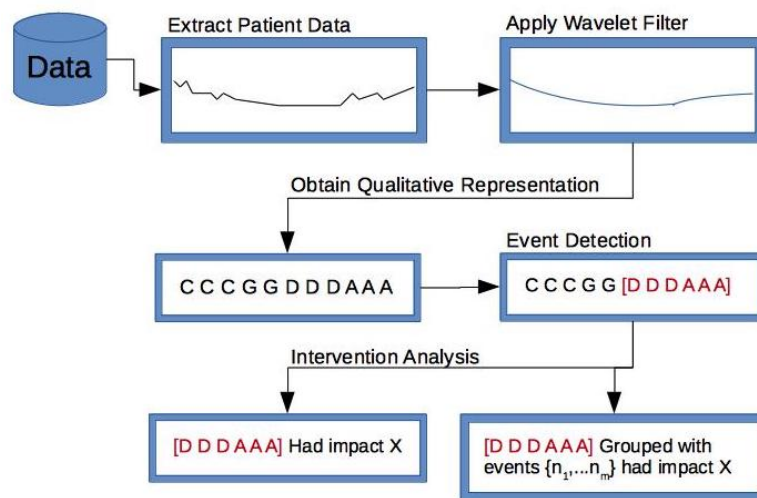 Extract Patient Data
Apply Wavelet Filter
Data
Obtain Qualitative Representation
Event Detection
C C C G G D D D A A A
C C C G G [D D D A A A]
Intervention Analysis
[D D D A A A] Had impact X
[D D D A A A] Grouped with
events {n₁,...nₘ} had impact X